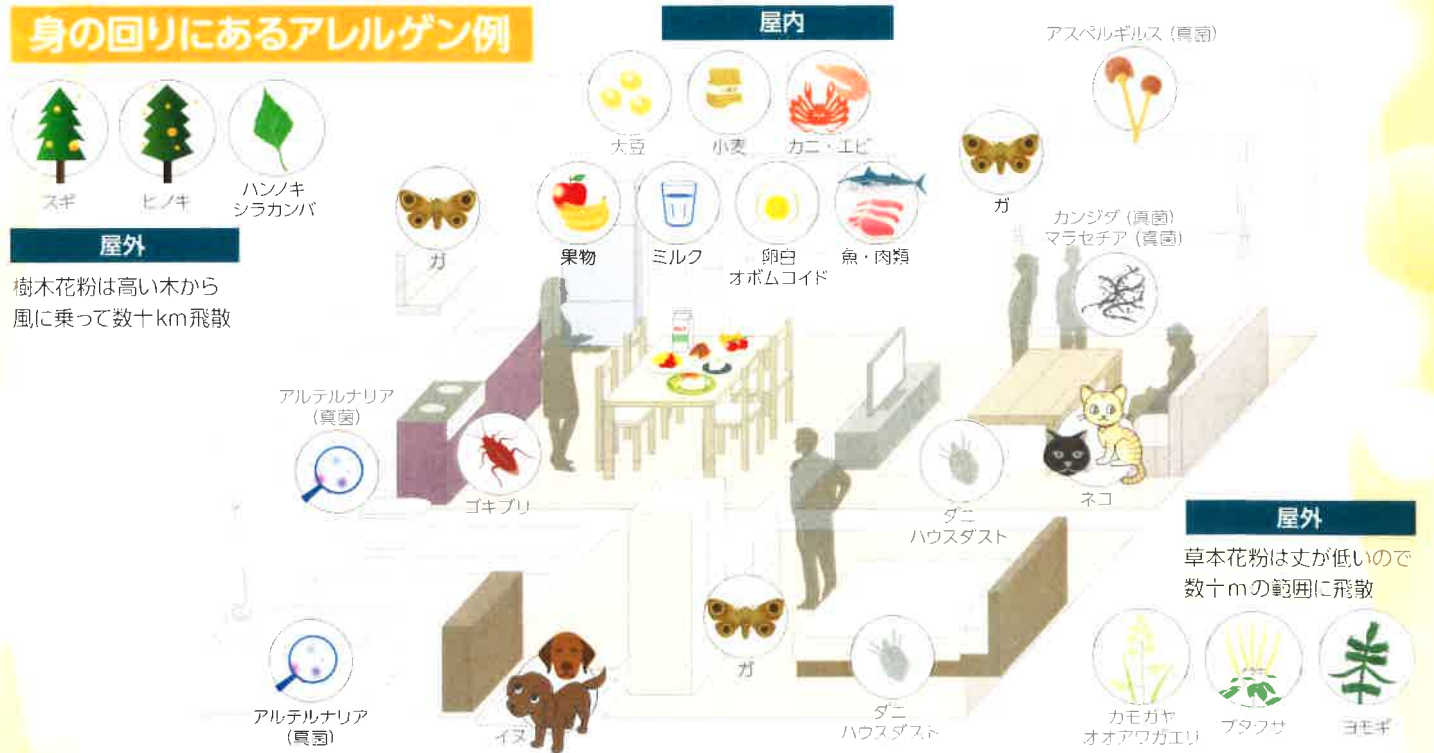 身の回りにあるアレルゲン例
スギ
ヒノキ
ハンノキ
シラカンバ
屋外
樹木花粉は高い木から
風に乗って数十km飛散
屋内
大豆
小麦
カニ・エビ
果物
ミルク
卵白
オボムコイド
魚・肉類
アスペルギルス (真菌)
ガ
ガ
カンジダ (真菌)
マラセチア (真菌)
アルテルナリア
(真菌)
ゴキブリ
ダニ
ハウスダスト
ネコ
アルテルナリア
(真菌)
イヌ
ガ
ダニ
ハウスダスト
屋外
草本花粉は丈が低いので
数十mの範囲に飛散
カモガヤ
オオアワガエリ
ブタクサ
ヨモギ